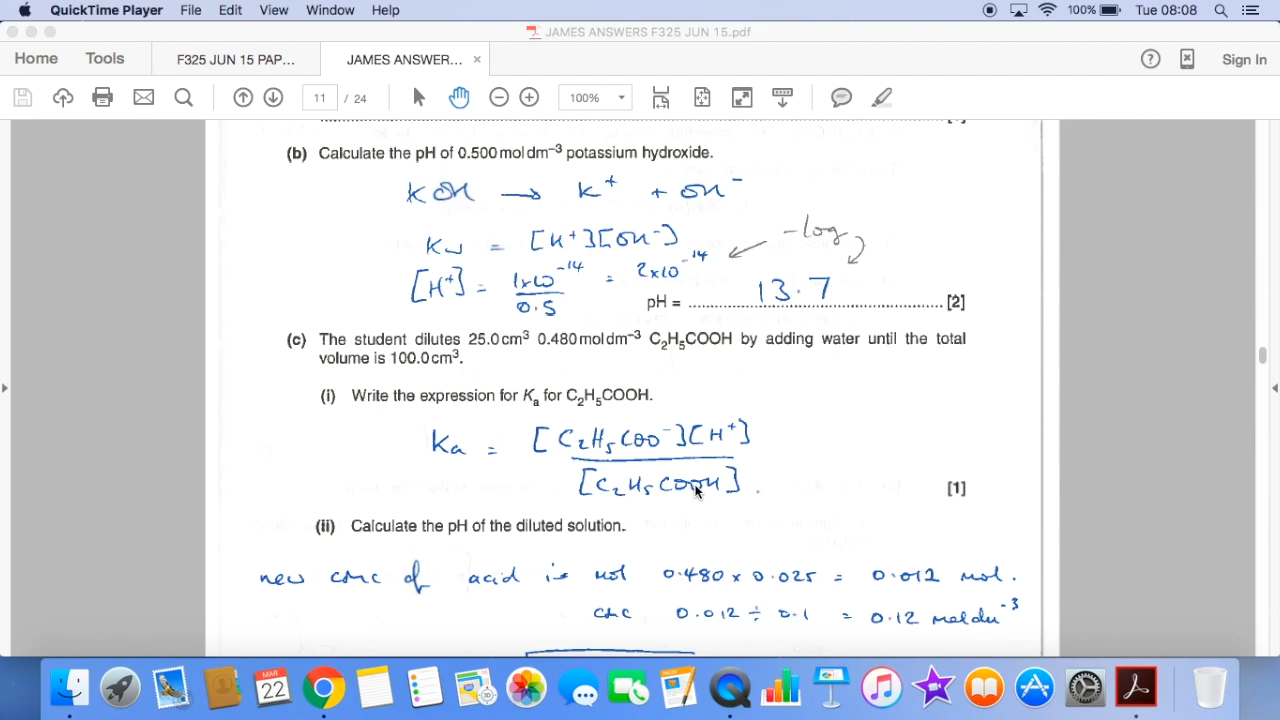 QuickTime Player File Edit View Window Help 100% Tue 08:08
JAMES ANSWERS F325 JUN 15.pdf
Home Tools F325 JUN 15 PAP... JAMES ANSWER... × Sign In
11 / 24 100%
(b) Calculate the pH of 0.500 mol dm⁻³ potassium hydroxide.
KOH → K⁺ + OH⁻
Kw = [H⁺][OH⁻]
-log
[H⁺] = 1x10⁻¹⁴ / 0.5 = 2x10⁻¹⁴
pH = 13.7 [2]
(c) The student dilutes 25.0 cm³ 0.480 mol dm⁻³ C₂H₅COOH by adding water until the total
volume is 100.0 cm³.
(i) Write the expression for Kₐ for C₂H₅COOH.
Ka = [C₂H₅COO⁻][H⁺]
[C₂H₅COOH] .
[1]
(ii) Calculate the pH of the diluted solution.
new conc of acid is mol 0.480 x 0.025 = 0.012 mol.
conc 0.012 ÷ 0.1 = 0.12 mol dm⁻³
MAR
22